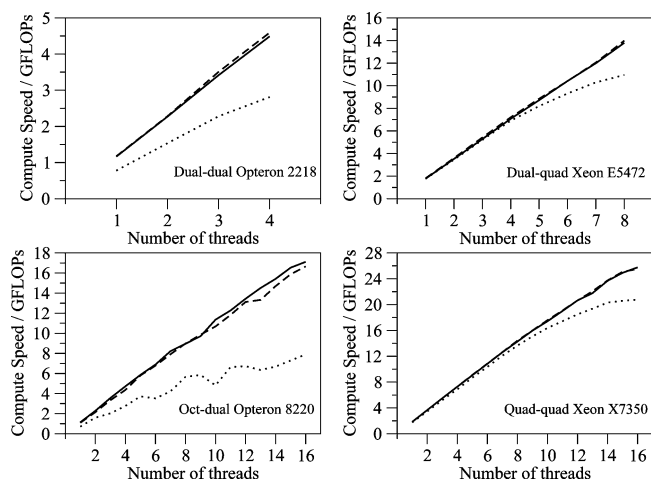 Compute Speed / GFLOPs
5
4
3
2
1
0
Dual-dual Opteron 2218
1 2 3 4
Number of threads
Compute Speed / GFLOPs
16
14
12
10
8
6
4
2
0
Dual-quad Xeon E5472
1 2 3 4 5 6 7 8
Number of threads
Compute Speed / GFLOPs
18
16
14
12
10
8
6
4
2
0
Oct-dual Opteron 8220
2 4 6 8 10 12 14 16
Number of threads
Compute Speed / GFLOPs
28
24
20
16
12
8
4
0
Quad-quad Xeon X7350
2 4 6 8 10 12 14 16
Number of threads